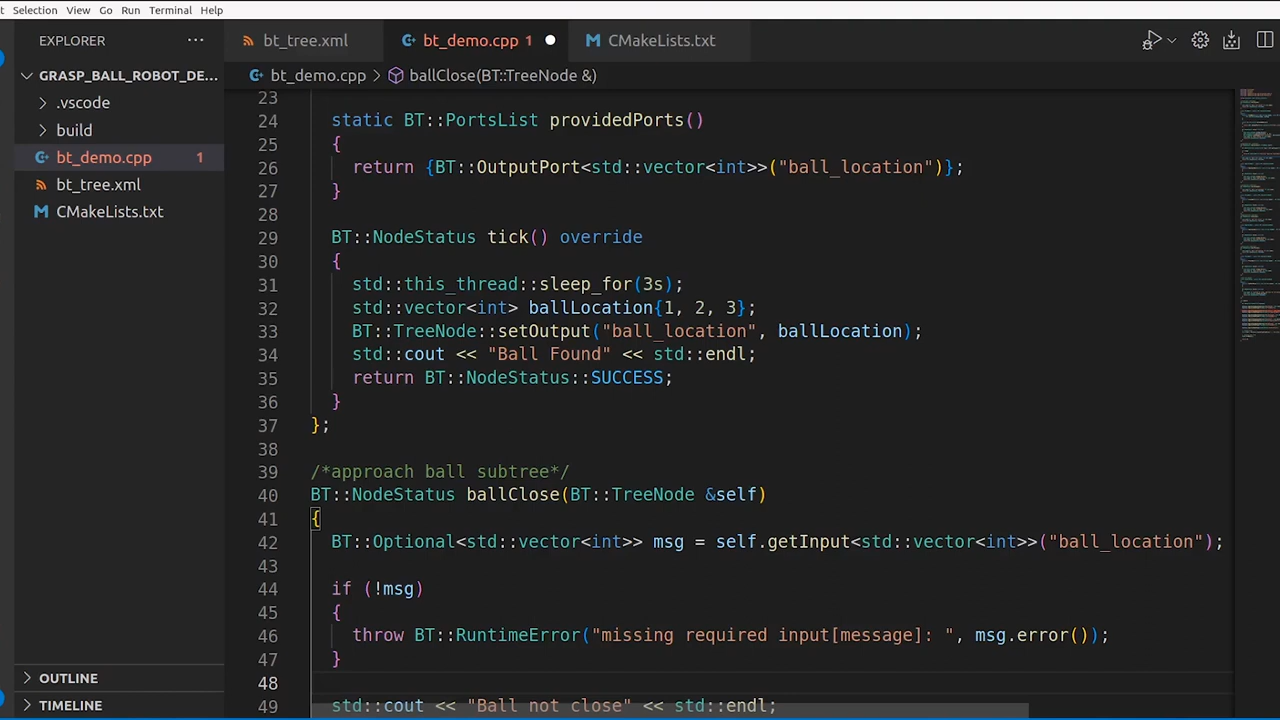 Selection View Go Run Terminal Help
EXPLORER ···
bt_tree.xml
bt_demo.cpp 1
CMakeLists.txt
GRASP_BALL_ROBOT_DE...
.vscode
build
bt_demo.cpp 1
bt_tree.xml
CMakeLists.txt
OUTLINE
TIMELINE
bt_demo.cpp > ballClose(BT::TreeNode &)
23
24 static BT::PortsList providedPorts()
25 {
26 return {BT::OutputPort<std::vector<int>>("ball_location")};
27 }
28
29 BT::NodeStatus tick() override
30 {
31 std::this_thread::sleep_for(3s);
32 std::vector<int> ballLocation{1, 2, 3};
33 BT::TreeNode::setOutput("ball_location", ballLocation);
34 std::cout << "Ball Found" << std::endl;
35 return BT::NodeStatus::SUCCESS;
36 }
37 };
38
39 /*approach ball subtree*/
40 BT::NodeStatus ballClose(BT::TreeNode &self)
41 {
42 BT::Optional<std::vector<int>> msg = self.getInput<std::vector<int>>("ball_location");
43
44 if (!msg)
45 {
46 throw BT::RuntimeError("missing required input[message]: ", msg.error());
47 }
48
49 std::cout << "Ball not close" << std::endl;